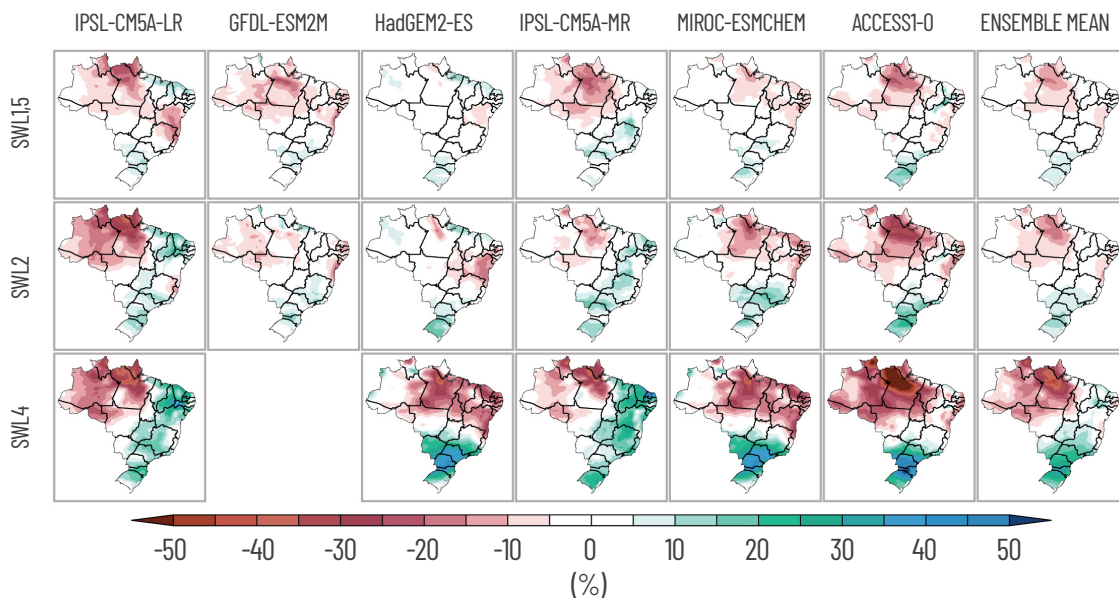 IPSL-CM5A-LR GFDL-ESM2M HadGEM2-ES IPSL-CM5A-MR MIROC-ESMCHEM ACCESS1-0 ENSEMBLE MEAN
SWL1,5
SWL2
SWL4
-50 -40 -30 -20 -10 0 10 20 30 40 50
(%)